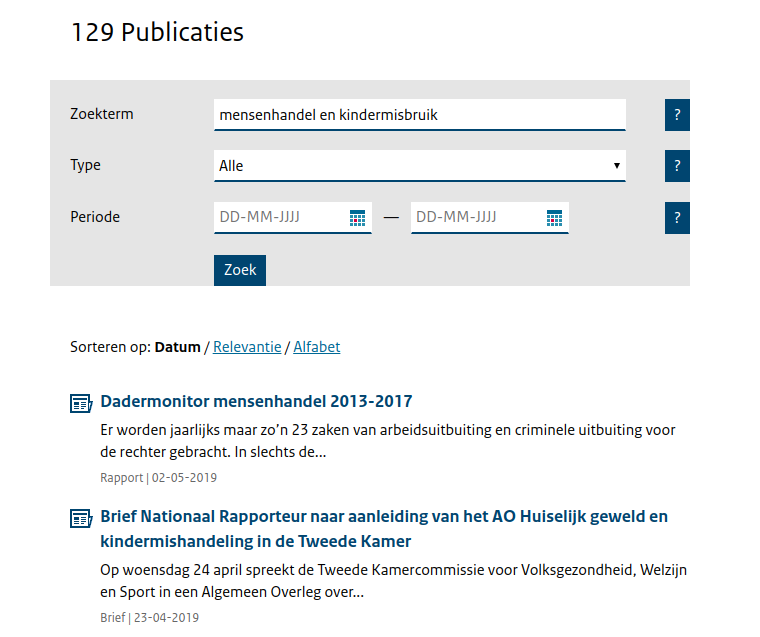 129 Publicaties
Zoekterm
mensenhandel en kindermisbruik
?
Type
Alle
?
Periode
DD-MM-JJJJ
—
DD-MM-JJJJ
?
Zoek
Sorteren op: Datum / Relevantie / Alfabet
Dadermonitor mensenhandel 2013-2017
Er worden jaarlijks maar zo’n 23 zaken van arbeidsuitbuiting en criminele uitbuiting voor
de rechter gebracht. In slechts de...
Rapport | 02-05-2019
Brief Nationaal Rapporteur naar aanleiding van het AO Huiselijk geweld en
kindermishandeling in de Tweede Kamer
Op woensdag 24 april spreekt de Tweede Kamercommissie voor Volksgezondheid, Welzijn
en Sport in een Algemeen Overleg over...
Brief | 23-04-2019